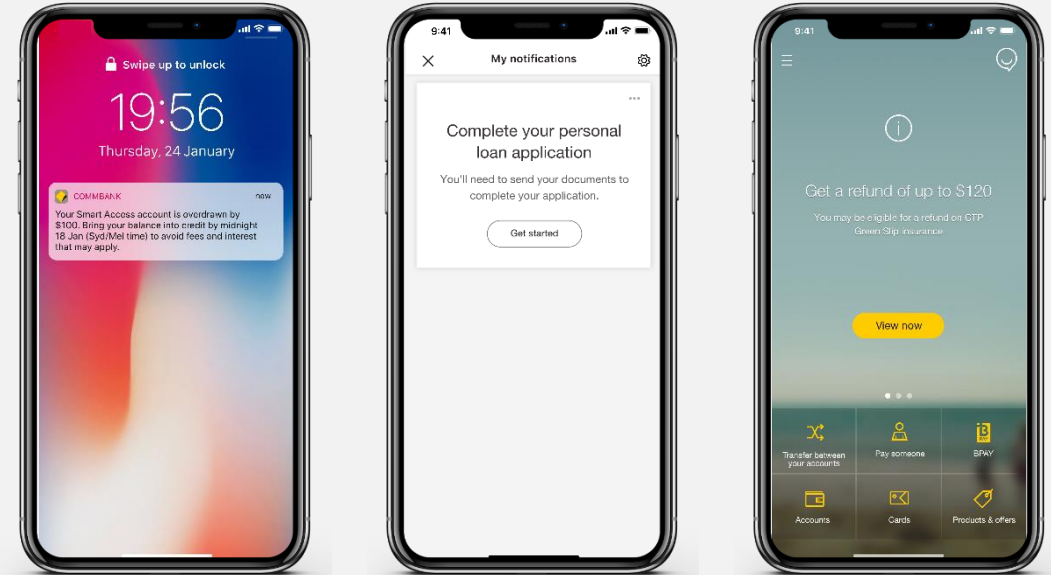 Swipe up to unlock
19:56
Thursday, 24 January
COMMBANK
now
Your Smart Access account is overdrawn by
$100. Bring your balance into credit by midnight
18 Jan (Syd/Mel time) to avoid fees and interest
that may apply.
9:41
My notifications
Complete your personal
loan application
You'll need to send your documents to
complete your application.
Get started
9:41
Get a refund of up to $120
You may be eligible for a refund on CTP
Green Slip insurance
View now
Transfer between
your accounts
Pay someone
B
PAY
BPAY
Accounts
Cards
Products & offers